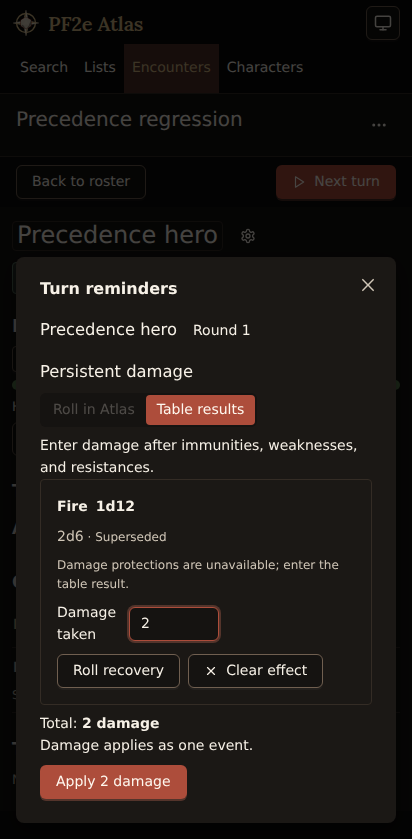 PF2e Atlas
Search Lists Encounters Characters
Precedence regression
...
Back to roster Next turn
Precedence hero
Turn reminders
Precedence hero Round 1
Persistent damage
Roll in Atlas Table results
Enter damage after immunities, weaknesses,
and resistances.
Fire 1d12
2d6 · Superseded
Damage protections are unavailable; enter the
table result.
Damage
taken
2
Roll recovery × Clear effect
Total: 2 damage
Damage applies as one event.
Apply 2 damage